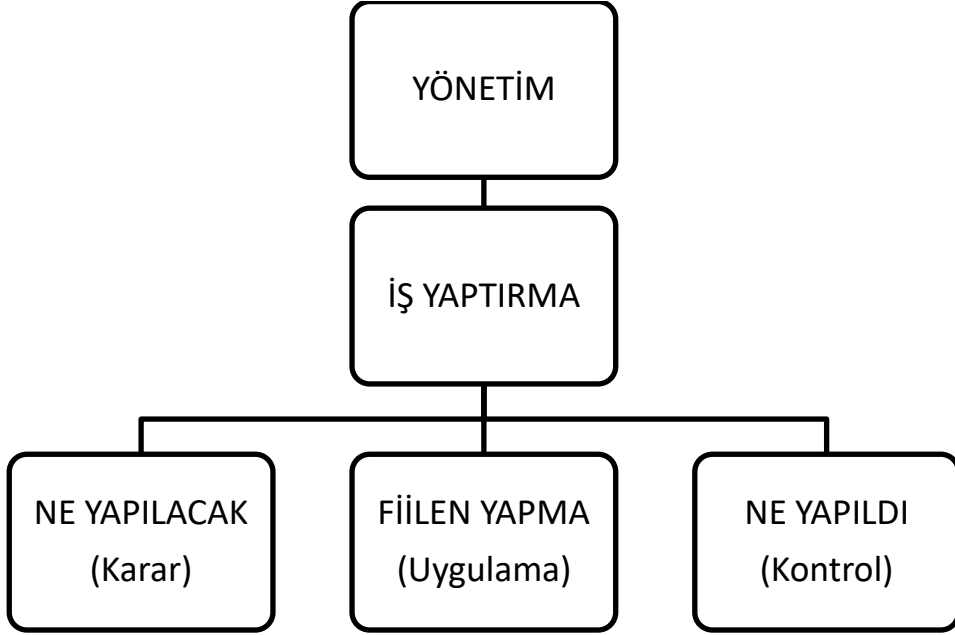 YÖNETİM
İŞ YAPTIRMA
NE YAPILACAK
(Karar)
FİİLEN YAPMA
(Uygulama)
NE YAPILDI
(Kontrol)